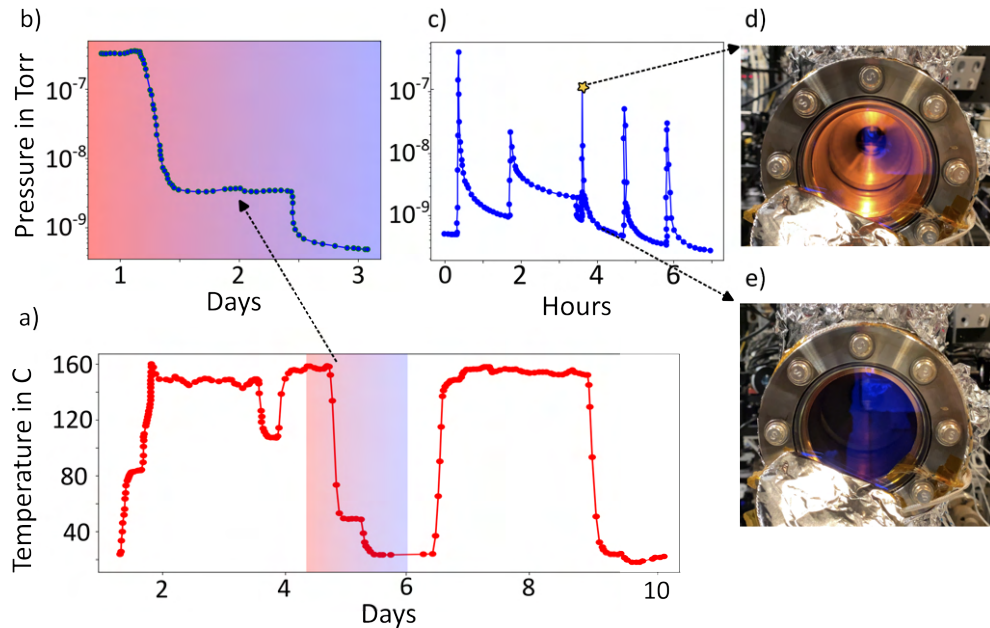 b)
c)
d)
Pressure in Torr
10⁻⁷
10⁻⁸
10⁻⁹
1
2
3
Days
10⁻⁷
10⁻⁸
10⁻⁹
0
2
4
6
Hours
e)
a)
Temperature in C
160
120
80
40
2
4
6
8
10
Days